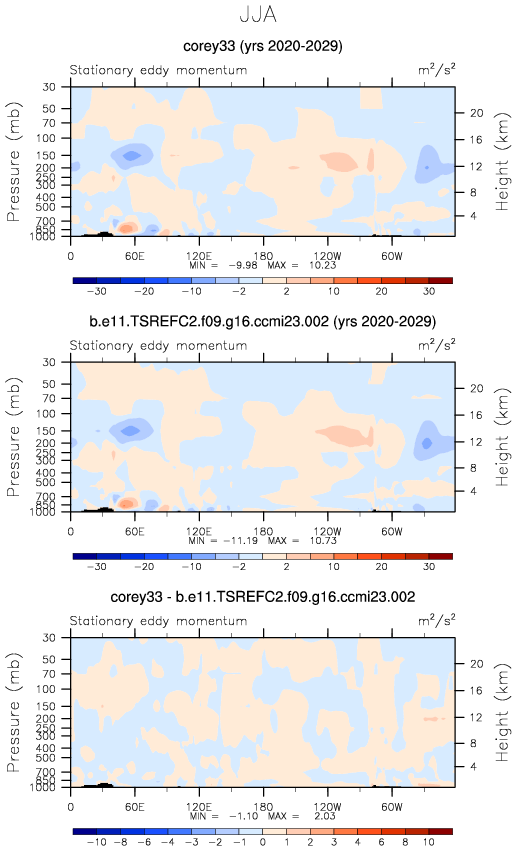 JJA
corey33 (yrs 2020-2029)
Stationary eddy momentum m²/s²
Pressure (mb)
30
50
70
100
150
200
250
300
400
500
700
850
1000
20
16
12
8
4
Height (km)
0 60E 120E 180 120W 60W
MIN = -9.98 MAX = 10.23
-30 -20 -10 -2 2 10 20 30
b.e11.TSREFC2.f09.g16.ccmi23.002 (yrs 2020-2029)
Stationary eddy momentum m²/s²
Pressure (mb)
30
50
70
100
150
200
250
300
400
500
700
850
1000
20
16
12
8
4
Height (km)
0 60E 120E 180 120W 60W
MIN = -11.19 MAX = 10.73
-30 -20 -10 -2 2 10 20 30
corey33 - b.e11.TSREFC2.f09.g16.ccmi23.002
Stationary eddy momentum m²/s²
Pressure (mb)
30
50
70
100
150
200
250
300
400
500
700
850
1000
20
16
12
8
4
Height (km)
0 60E 120E 180 120W 60W
MIN = -1.10 MAX = 2.03
-10 -6 -3 -1 0 1 2 3 6 10